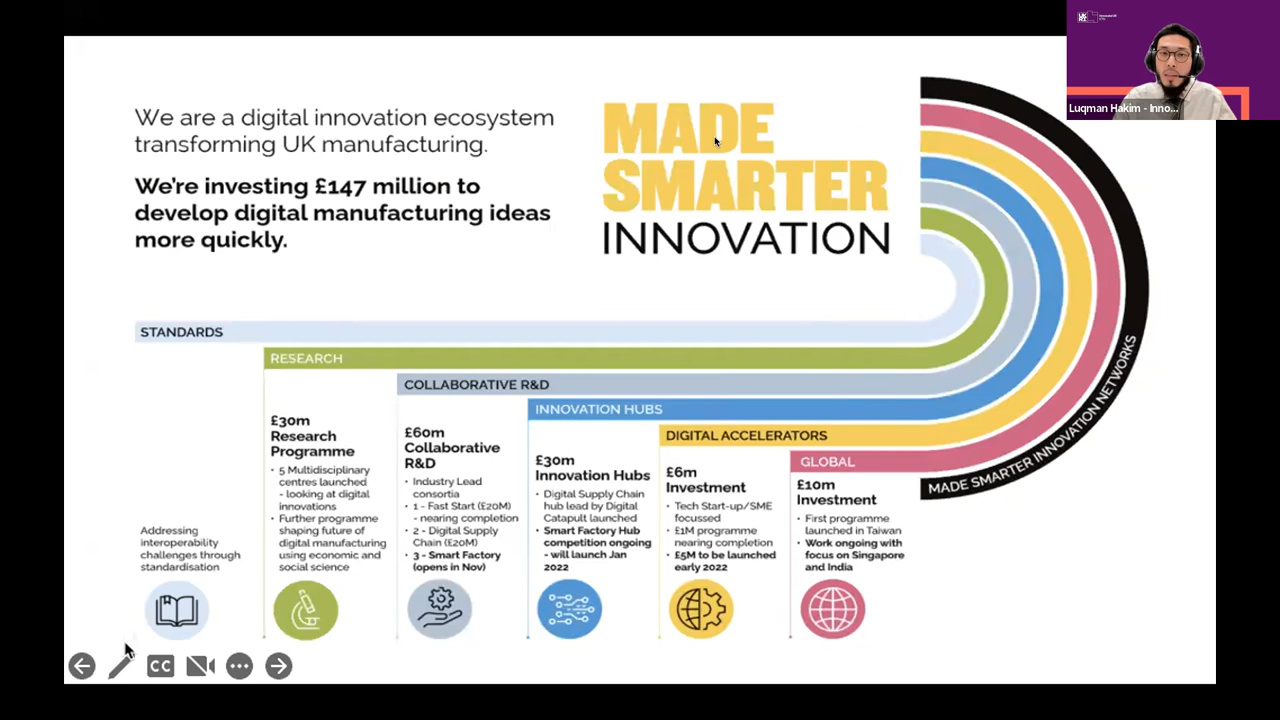 We are a digital innovation ecosystem
transforming UK manufacturing.
We're investing £147 million to
develop digital manufacturing ideas
more quickly.
MADE
SMARTER
INNOVATION
Luqman Hakim - Inno...
STANDARDS
RESEARCH
COLLABORATIVE R&D
INNOVATION HUBS
DIGITAL ACCELERATORS
GLOBAL
MADE SMARTER INNOVATION NETWORKS
Addressing
interoperability
challenges through
standardisation
£30m
Research
Programme
• 5 Multidisciplinary
centres launched
- looking at digital
innovations
• Further programme
shaping future of
digital manufacturing
using economic and
social science
£60m
Collaborative
R&D
• Industry Lead
consortia
• 1 - Fast Start (£20M)
- nearing completion
• 2 - Digital Supply
Chain (£20M)
• 3 - Smart Factory
(opens in Nov)
£30m
Innovation Hubs
• Digital Supply Chain
hub lead by Digital
Catapult launched
• Smart Factory Hub
competition ongoing
- will launch Jan
2022
£6m
Investment
• Tech Start-up/SME
focussed
• £1M programme
nearing completion
• £5M to be launched
early 2022
£10m
Investment
• First programme
launched in Taiwan
• Work ongoing with
focus on Singapore
and India
CC